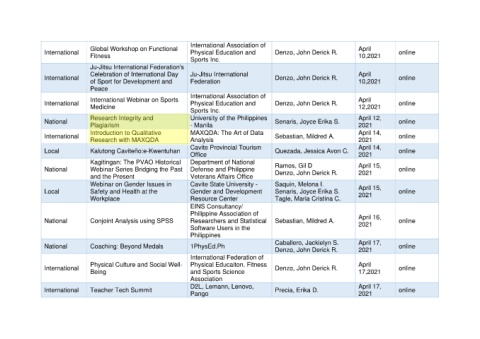 International
Global Workshop on Functional
Fitness
International Association of
Physical Education and
Sports Inc.
Denzo, John Derick R.
April
10,2021
online
International
Ju-Jitsu International Federation's
Celebration of International Day
of Sport for Development and
Peace
Ju-Jitsu International
Federation
Denzo, John Derick R.
April
10,2021
online
International
International Webinar on Sports
Medicine
International Association of
Physical Education and
Sports Inc.
Denzo, John Derick R.
April
12,2021
online
National
Research Integrity and
Plagiarism
University of the Philippines
- Manila
Senaris, Joyce Erika S.
April 12,
2021
online
International
Introduction to Qualitative
Research with MAXQDA
MAXQDA: The Art of Data
Analysis
Sebastian, Mildred A.
April 14,
2021
online
Local
Kalutong Caviteño:e-Kwentuhan
Cavite Provincial Tourism
Office
Quezada, Jessica Avon C.
April 14,
2021
online
National
Kagitingan: The PVAO Historical
Webinar Series Bridging the Past
and the Present
Department of National
Defense and Philippine
Veterans Affairs Office
Ramos, Gil D
Denzo, John Derick R.
April 15,
2021
online
Local
Webinar on Gender Issues in
Safety and Health at the
Workplace
Cavite State University -
Gender and Development
Resource Center
Saquin, Melona I.
Senaris, Joyce Erika S.
Tagle, Maria Cristina C.
April 15,
2021
online
National
Conjoint Analysis using SPSS
EINS Consultancy/
Philippine Association of
Researchers and Statistical
Software Users in the
Philippines
Sebastian, Mildred A.
April 16,
2021
online
National
Coaching: Beyond Medals
1PhysEd.Ph
Caballero, Jackielyn S.
Denzo, John Derick R.
April 17,
2021
online
International
Physical Culture and Social Well-
Being
International Federation of
Physical Educaiton, Fitness
and Sports Science
Association
Denzo, John Derick R.
April
17,2021
online
International
Teacher Tech Summit
D2L, Lemann, Lenovo,
Pango
Precia, Erika D.
April 17,
2021
online